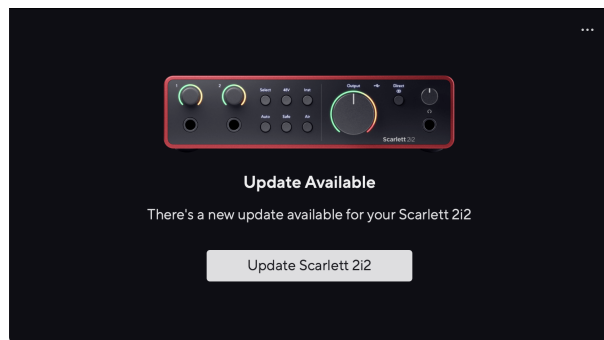 1
2
Select 48V Inst
Output
Direct
Auto Safe Air
Scarlett 2i2
Update Available
There's a new update available for your Scarlett 2i2
Update Scarlett 2i2